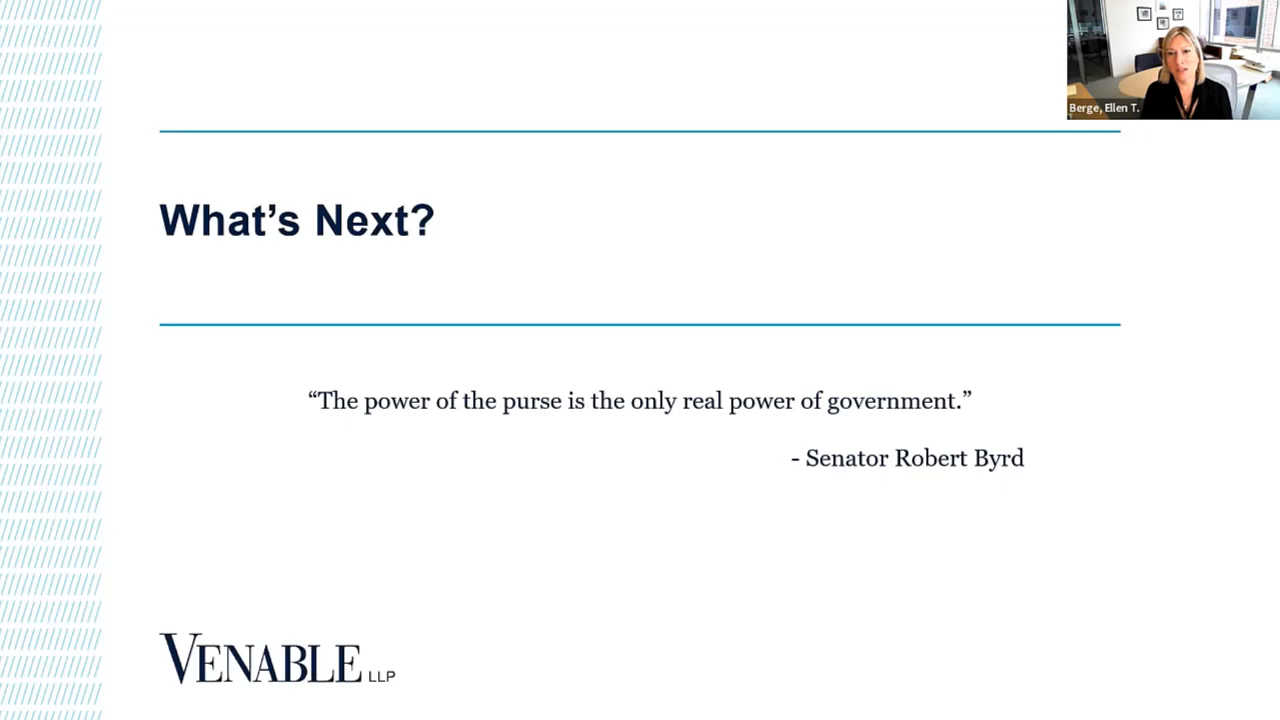 Berge, Ellen T.
What’s Next?
“The power of the purse is the only real power of government.”
- Senator Robert Byrd
VENABLE LLP